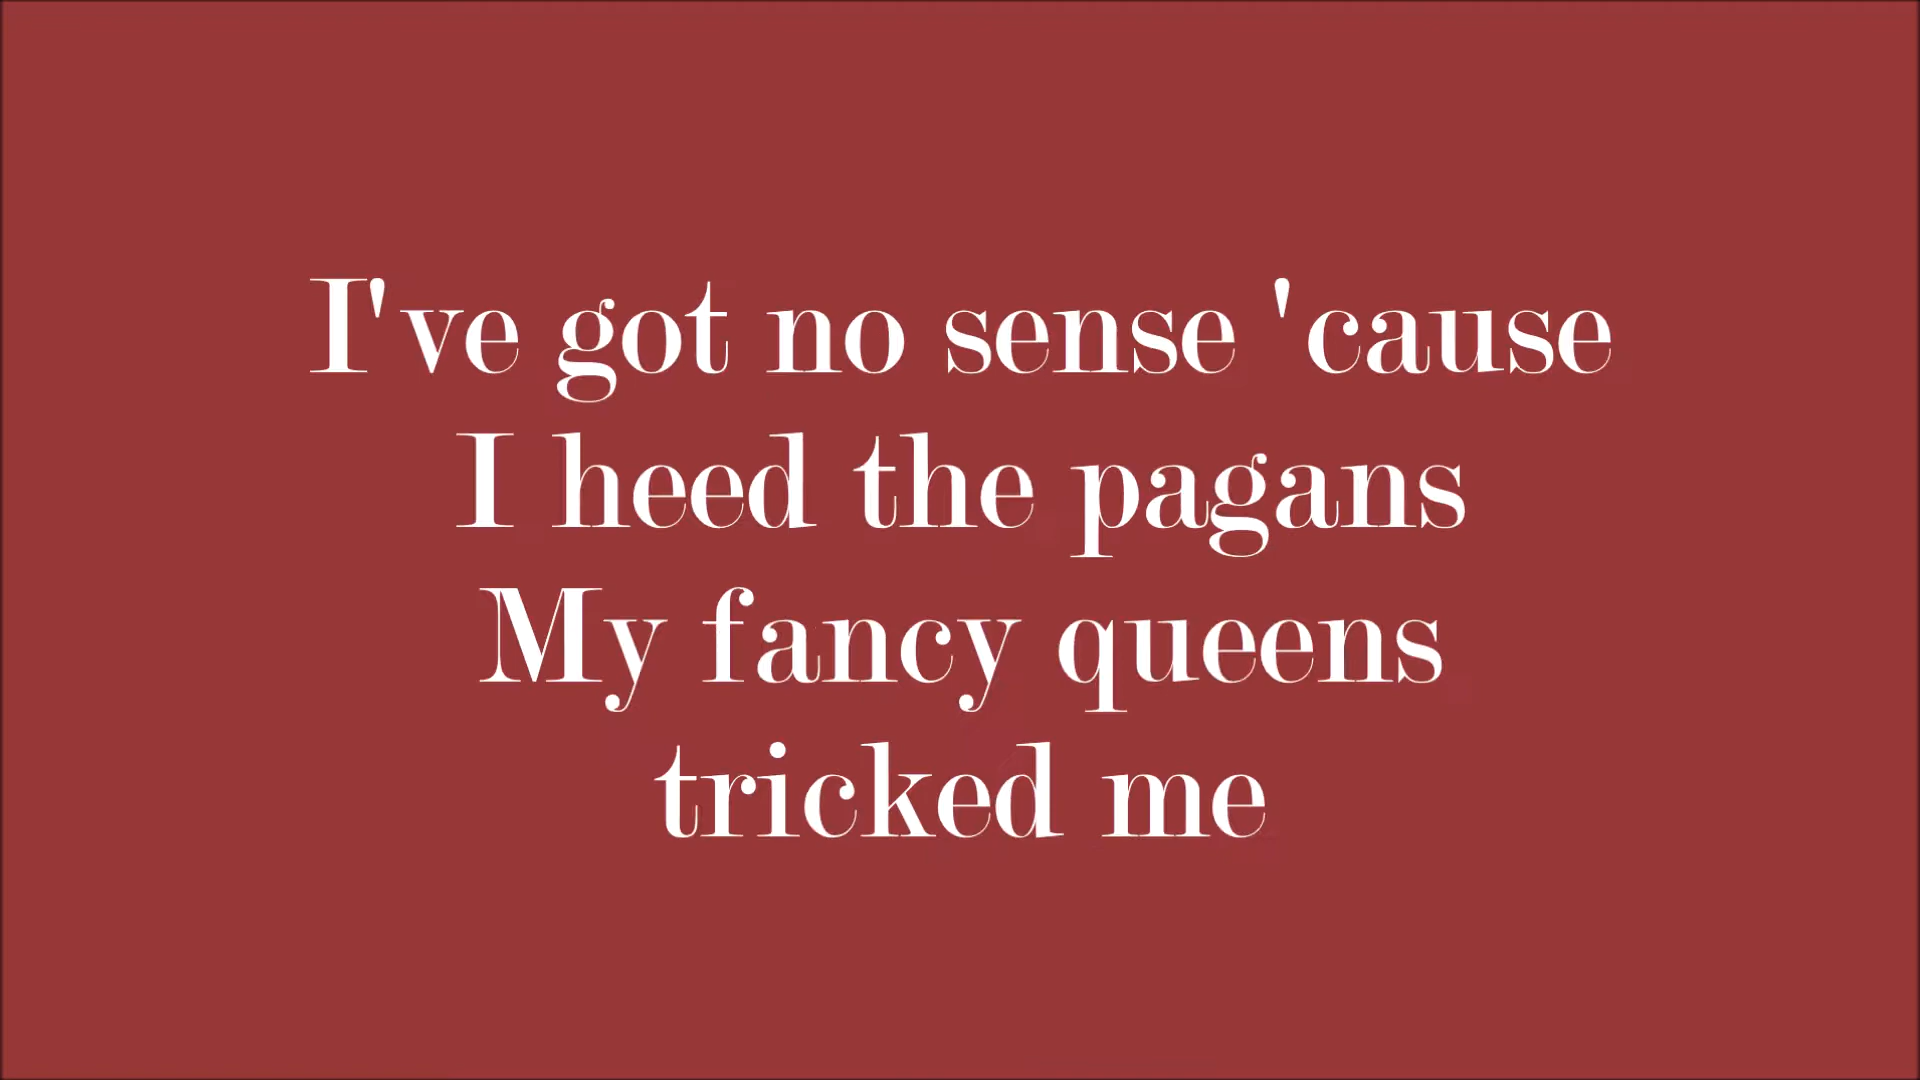 I've got no sense 'cause
I heed the pagans
My fancy queens
tricked me